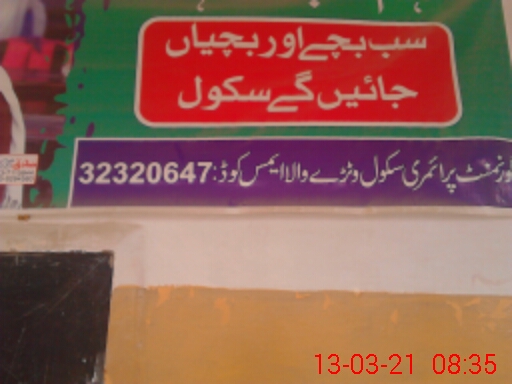 سب بچے اور بچیاں
جائیں گے سکول
گورنمنٹ پرائمری سکول وٹرے والا ایمس کوڈ: 32320647
13-03-21 08:35